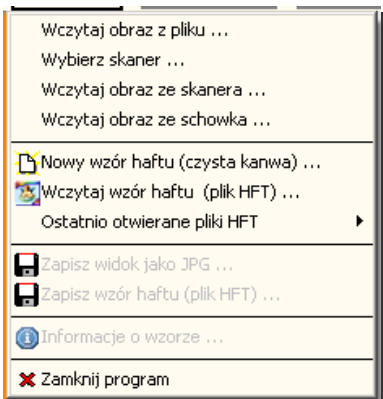 Wczytaj obraz z pliku ...
Wybierz skaner ...
Wczytaj obraz ze skanera ...
Wczytaj obraz ze schowka ...
Nowy wzór haftu (czysta kanwa) ...
Wczytaj wzór haftu (plik HFT) ...
Ostatnio otwierane pliki HFT
Zapisz widok jako JPG ...
Zapisz wzór haftu (plik HFT) ...
Informacje o wzorze ...
Zamknij program